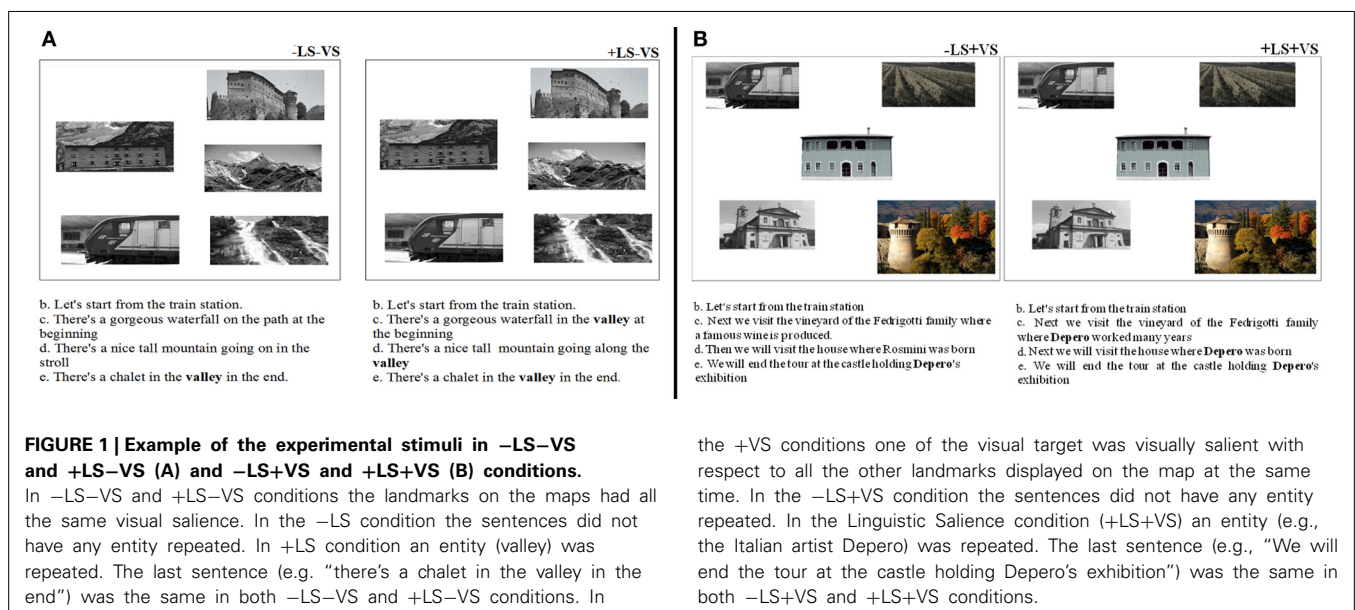 A
-LS-VS
+LS-VS
b. Let's start from the train station.
c. There's a gorgeous waterfall on the path at the
beginning
d. There's a nice tall mountain going on in the
stroll
e. There's a chalet in the valley in the end.
b. Let's start from the train station.
c. There's a gorgeous waterfall in the valley at
the beginning
d. There's a nice tall mountain going along the
valley
e. There's a chalet in the valley in the end.
B
-LS+VS
+LS+VS
b. Let's start from the train station
c. Next we visit the vineyard of the Fedrigotti family where
a famous wine is produced.
d. Then we will visit the house where Rosmini was born
e. We will end the tour at the castle holding Depero's
exhibition
b. Let's start from the train station
c. Next we visit the vineyard of the Fedrigotti family
where Depero worked many years
d. Next we will visit the house where Depero was born
e. We will end the tour at the castle holding Depero's
exhibition
FIGURE 1 | Example of the experimental stimuli in −LS−VS
and +LS−VS (A) and −LS+VS and +LS+VS (B) conditions.
In −LS−VS and +LS−VS conditions the landmarks on the maps had all
the same visual salience. In the −LS condition the sentences did not
have any entity repeated. In +LS condition an entity (valley) was
repeated. The last sentence (e.g. “there's a chalet in the valley in the
end”) was the same in both −LS−VS and +LS−VS conditions. In
the +VS conditions one of the visual target was visually salient with
respect to all the other landmarks displayed on the map at the same
time. In the −LS+VS condition the sentences did not have any entity
repeated. In the Linguistic Salience condition (+LS+VS) an entity (e.g.,
the Italian artist Depero) was repeated. The last sentence (e.g., “We will
end the tour at the castle holding Depero's exhibition”) was the same in
both −LS+VS and +LS+VS conditions.